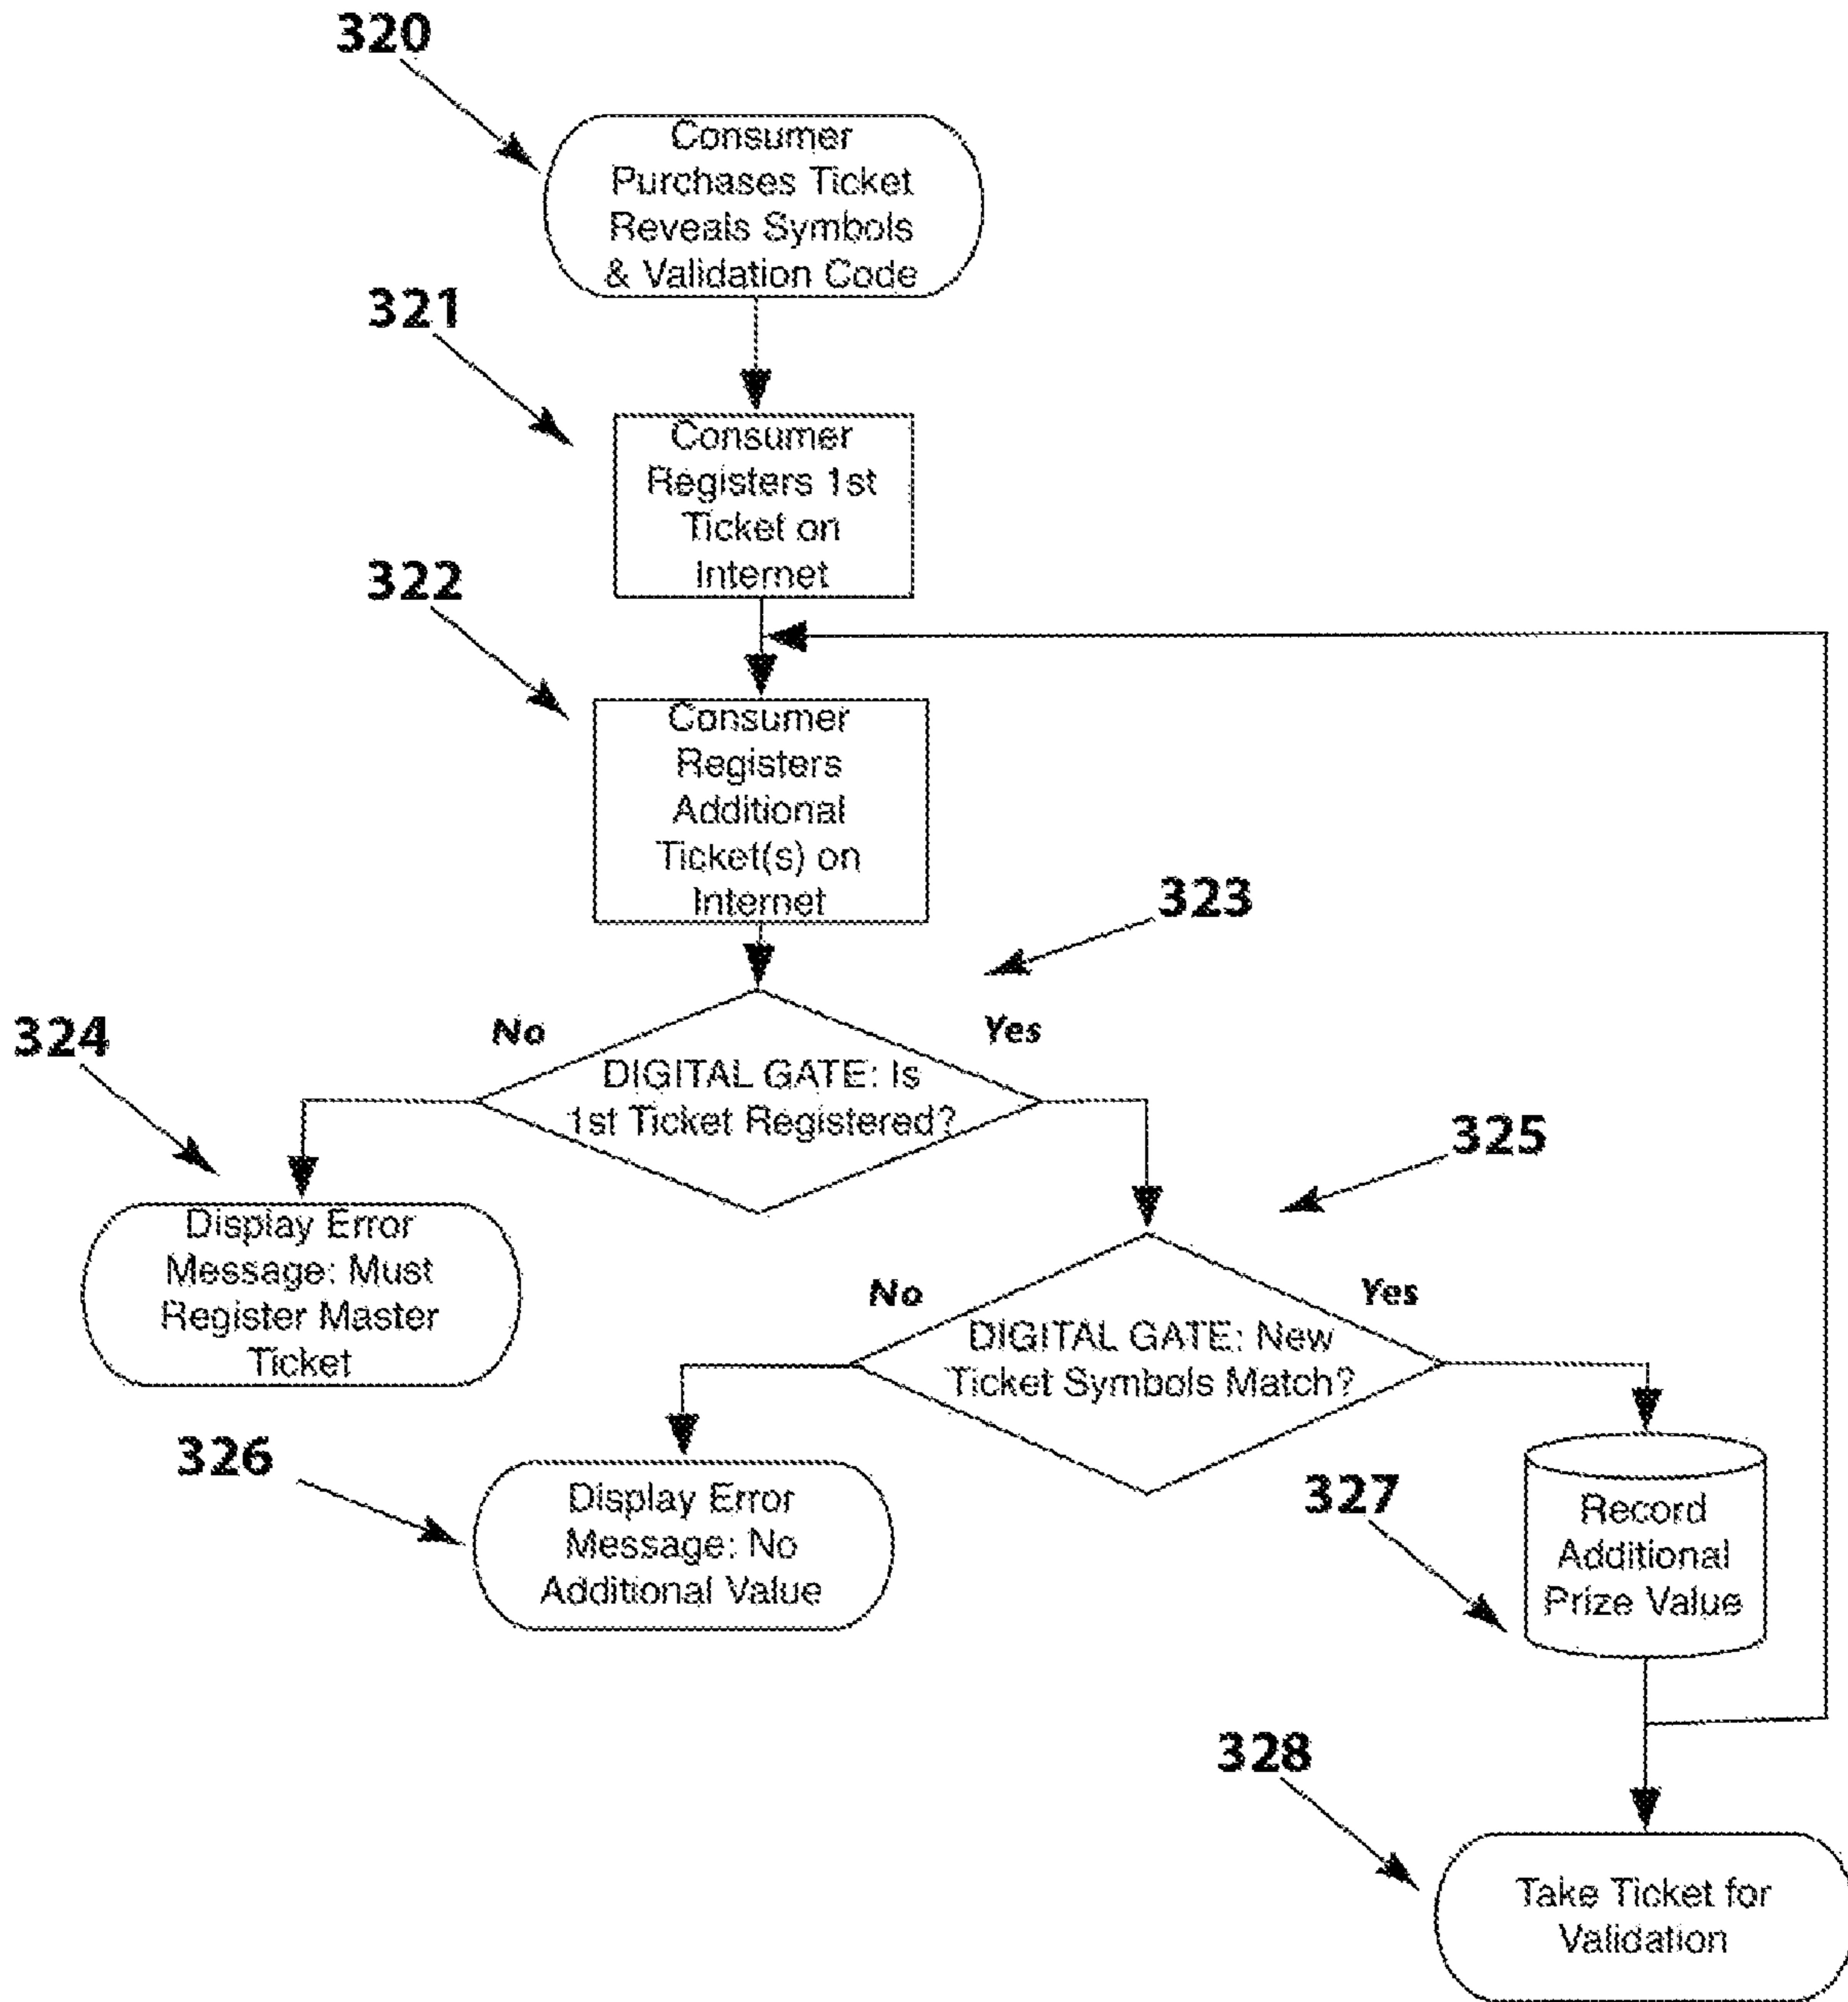 320
Consumer
Purchases Ticket
Reveals Symbols
& Validation Code
321
Consumer
Registers 1st
Ticket on
Internet
322
Consumer
Registers
Additional
Ticket(s) on
Internet
323
No
Yes
DIGITAL GATE: Is
1st Ticket Registered?
324
Display Error
Message: Must
Register Master
Ticket
325
No
Yes
DIGITAL GATE: New
Ticket Symbols Match?
326
Display Error
Message: No
Additional Value
327
Record
Additional
Prize Value
328
Take Ticket for
Validation